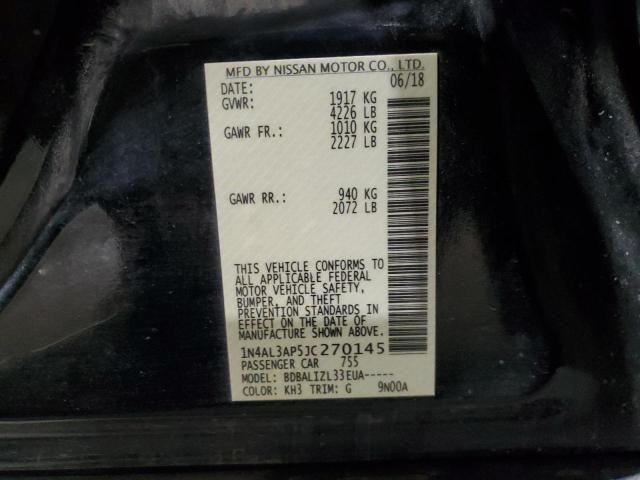 MFD BY NISSAN MOTOR CO., LTD.
DATE: 06/18
GVWR: 1917 KG
4226 LB
GAWR FR.: 1010 KG
2227 LB
GAWR RR.: 940 KG
2072 LB
THIS VEHICLE CONFORMS TO
ALL APPLICABLE FEDERAL
MOTOR VEHICLE SAFETY,
BUMPER, AND THEFT
PREVENTION STANDARDS IN
EFFECT ON THE DATE OF
MANUFACTURE SHOWN ABOVE.
1N4AL3AP5JC270145
PASSENGER CAR 755
MODEL: BDBALIZL33EUA-----
COLOR: KH3 TRIM: G 9N00A